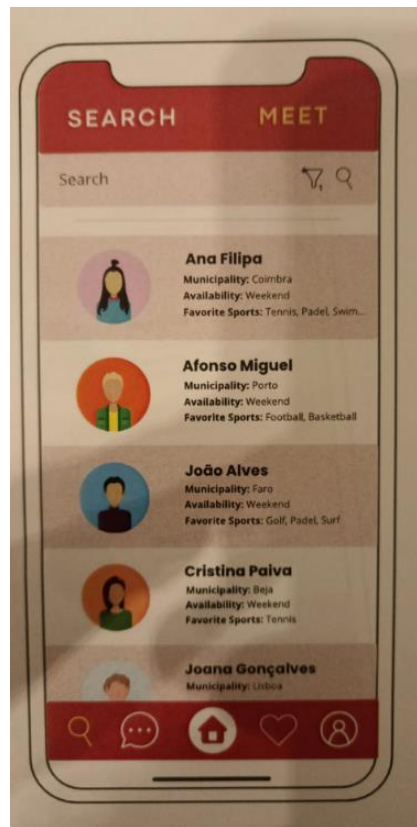 SEARCH MEET
Search
Ana Filipa
Municipality: Coimbra
Availability: Weekend
Favorite Sports: Tennis, Padel, Swim...
Afonso Miguel
Municipality: Porto
Availability: Weekend
Favorite Sports: Football, Basketball
João Alves
Municipality: Faro
Availability: Weekend
Favorite Sports: Golf, Padel, Surf
Cristina Paiva
Municipality: Beja
Availability: Weekend
Favorite Sports: Tennis
Joana Gonçalves
Municipality: Lisboa